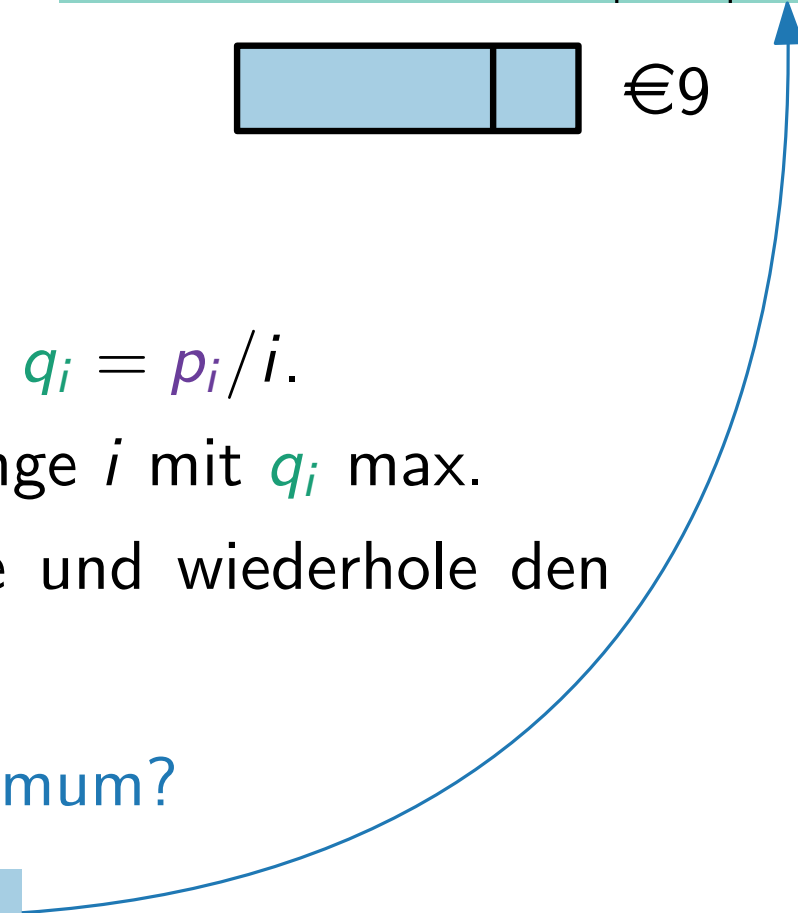 €9
qi = pi/i.
nge i mit qi max.
e und wiederhole den
mum?